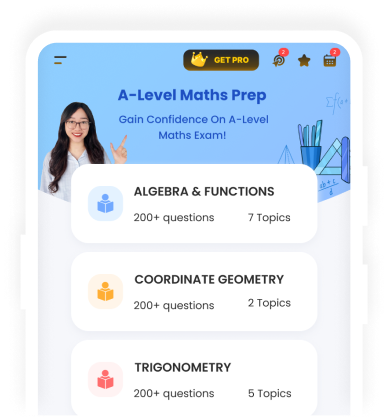 GET PRO
2
2
A-Level Maths Prep
Gain Confidence On A-Level
Maths Exam!
ALGEBRA & FUNCTIONS
200+ questions 7 Topics
COORDINATE GEOMETRY
200+ questions 2 Topics
TRIGONOMETRY
200+ questions 5 Topics